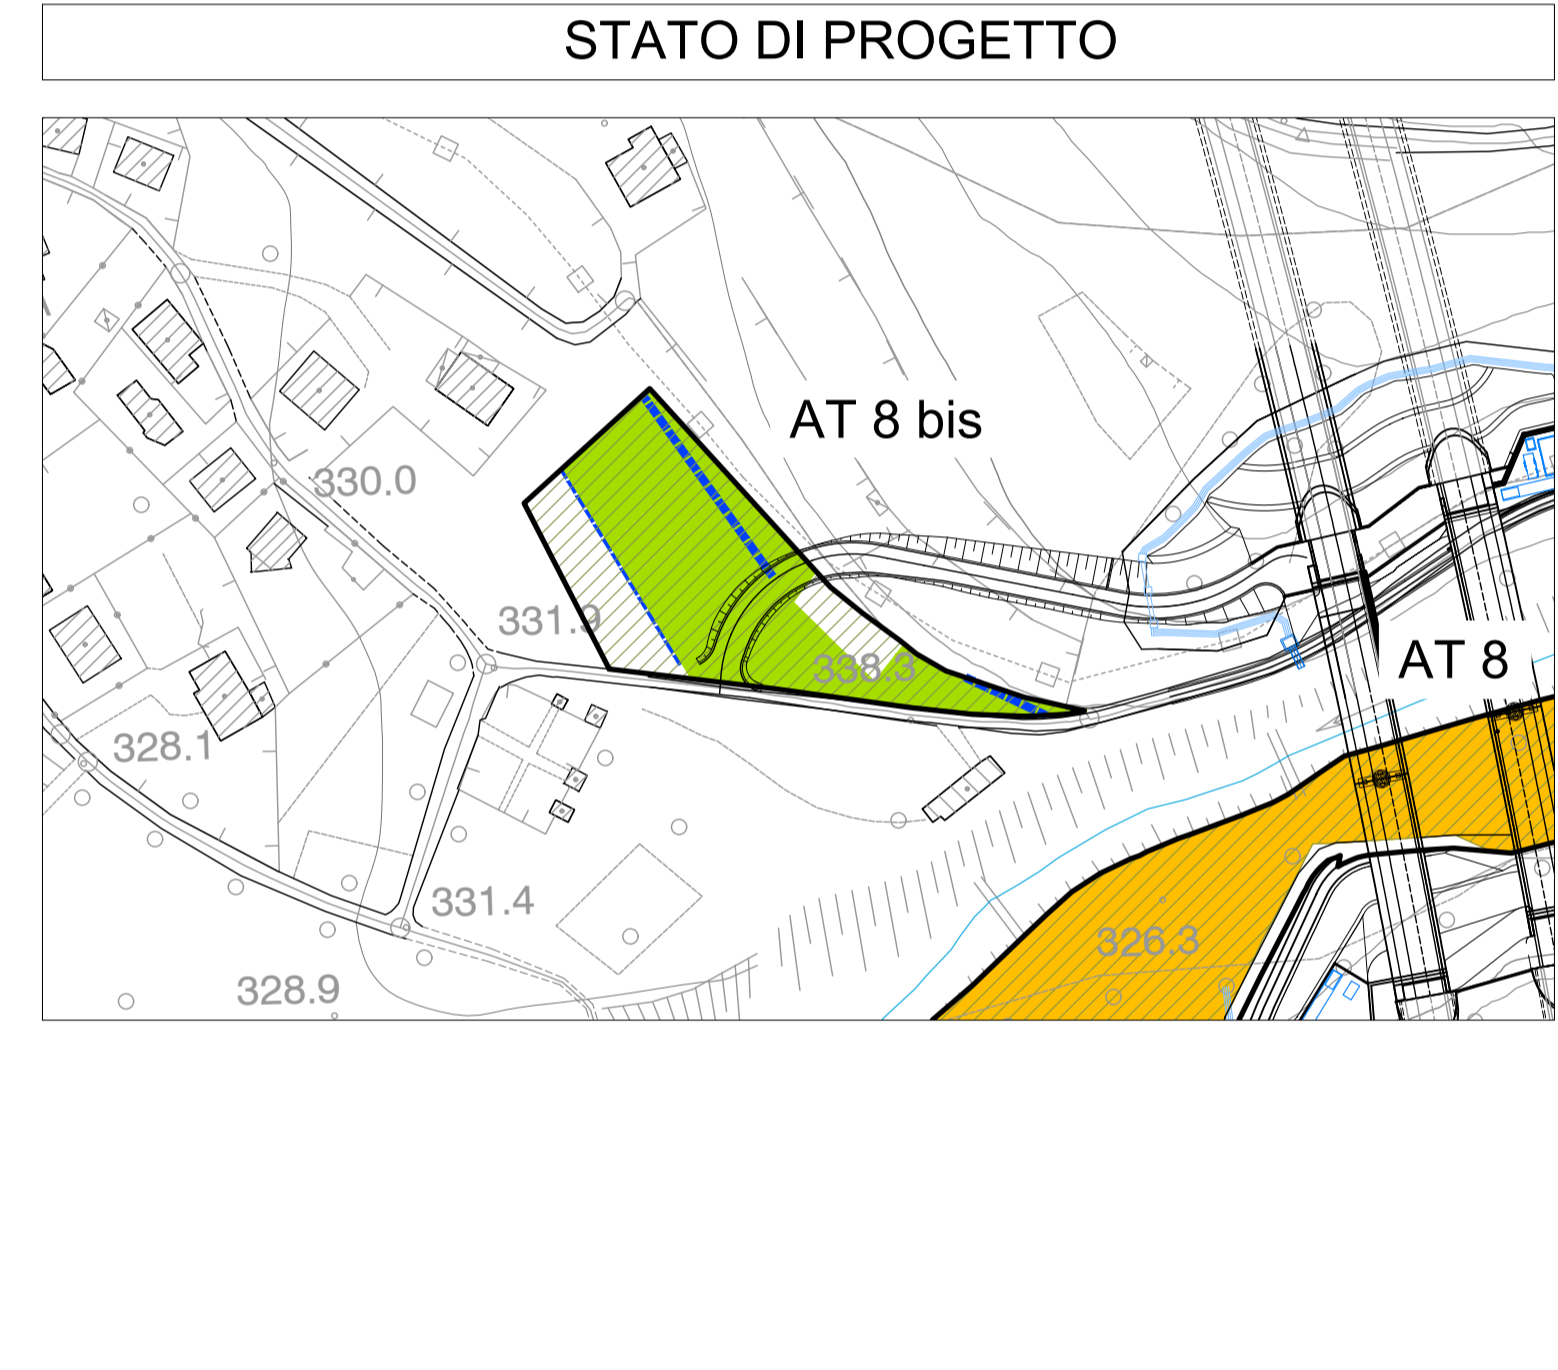 STATO DI PROGETTO
AT 8 bis
330.0
331.9
338.3
AT 8
328.1
331.4
326.3
328.9